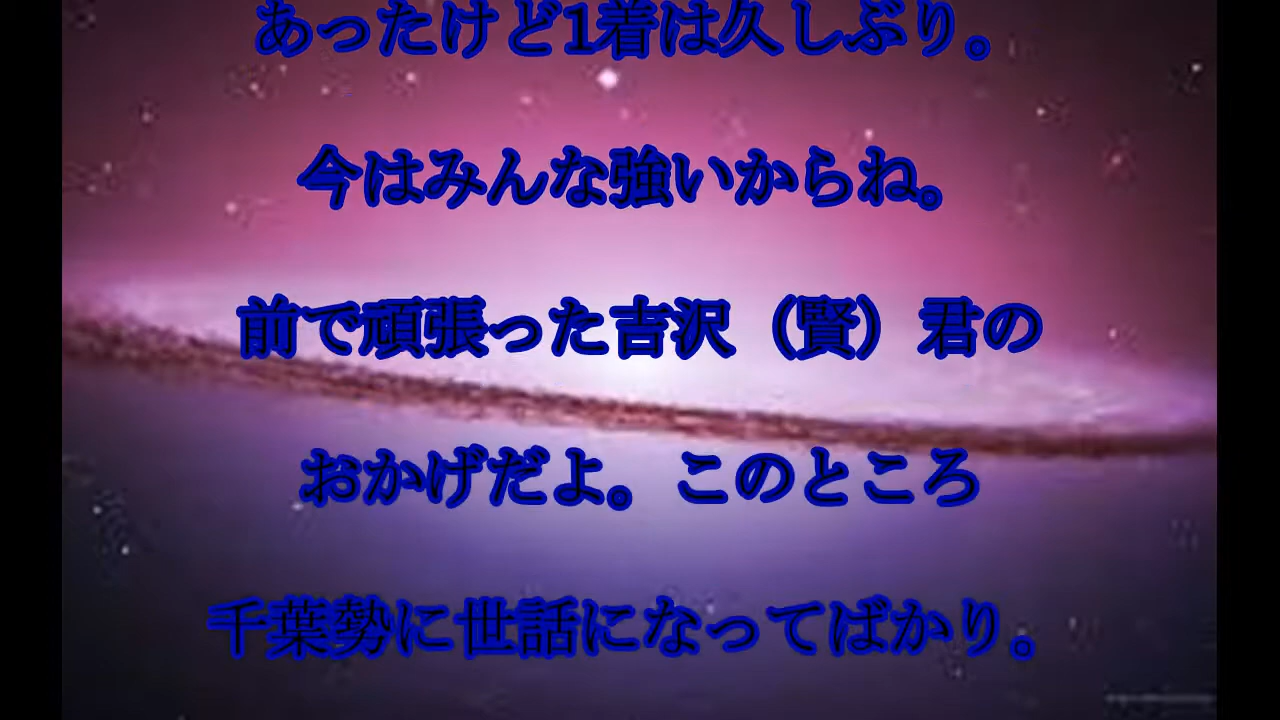 あったけど1着は久しぶり。
今はみんな強いからね。
前で頑張った吉沢（賢）君の
おかげだよ。このところ
千葉勢に世話になってばかり。